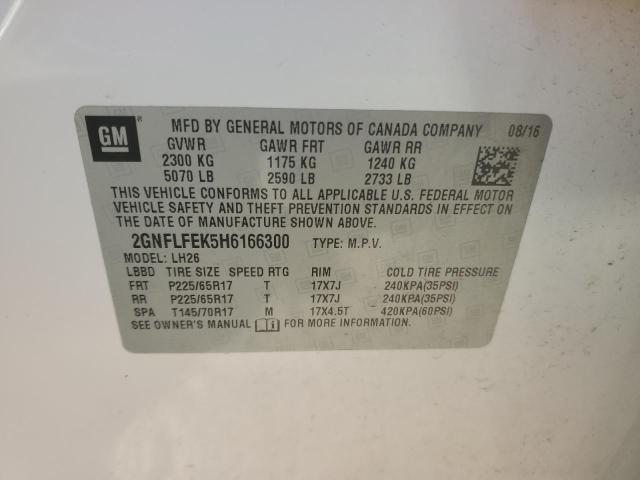 GM ®
MFD BY GENERAL MOTORS OF CANADA COMPANY 08/16
GVWR GAWR FRT GAWR RR
2300 KG 1175 KG 1240 KG
5070 LB 2590 LB 2733 LB
THIS VEHICLE CONFORMS TO ALL APPLICABLE U.S. FEDERAL MOTOR
VEHICLE SAFETY AND THEFT PREVENTION STANDARDS IN EFFECT ON
THE DATE OF MANUFACTURE SHOWN ABOVE.
2GNFLFEK5H6166300 TYPE: M.P.V.
MODEL: LH26
LBBD TIRE SIZE SPEED RTG RIM COLD TIRE PRESSURE
FRT P225/65R17 T 17X7J 240KPA(35PSI)
RR P225/65R17 T 17X7J 240KPA(35PSI)
SPA T145/70R17 M 17X4.5T 420KPA(60PSI)
SEE OWNER'S MANUAL FOR MORE INFORMATION.